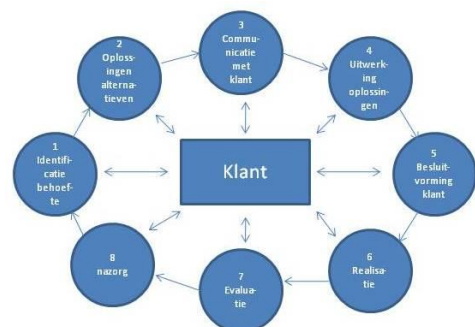 1
Identifi-
catie
behoef-
te
2
Oploss-
ingen
alterna-
tieven
3
Commu-
nicatie
met
klant
4
Uitwerk-
ing
oplossin-
gen
5
Besluit-
vorming
klant
6
Realisa-
tie
7
Evalua-
tie
8
nazorg
Klant